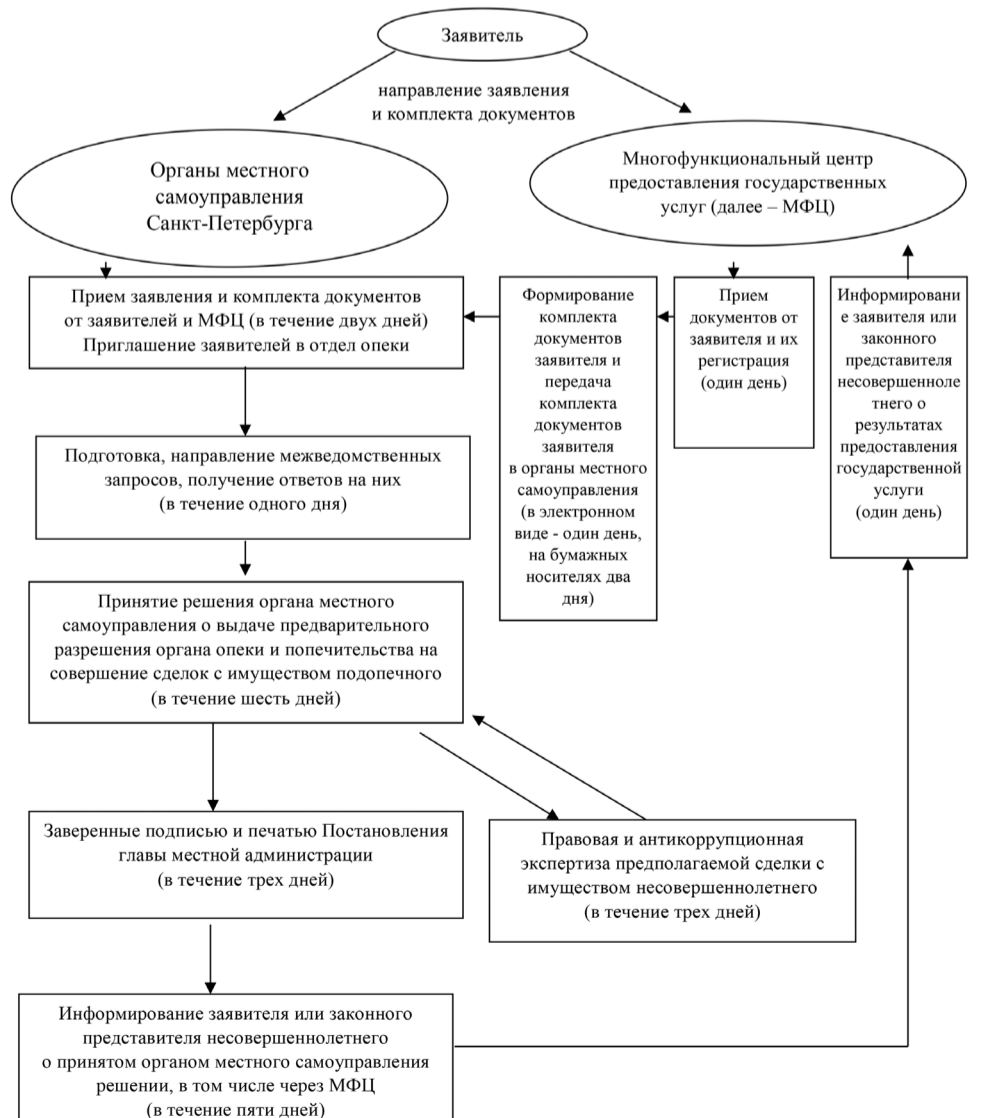 Заявитель
направление заявления
и комплекта документов
Органы местного
самоуправления
Санкт-Петербурга
Многофункциональный центр
предоставления государственных
услуг (далее – МФЦ)
Прием заявления и комплекта документов
от заявителей и МФЦ (в течение двух дней)
Приглашение заявителей в отдел опеки
Формирование
комплекта
документов
заявителя и
передача
комплекта
документов
заявителя
в органы местного
самоуправления
(в электронном
виде - один день,
на бумажных
носителях два
дня)
Прием
документов от
заявителя и их
регистрация
(один день)
Информировани
е заявителя или
законного
представителя
несовершенноле
тнего о
результатах
предоставления
государственной
услуги
(один день)
Подготовка, направление межведомственных
запросов, получение ответов на них
(в течение одного дня)
Принятие решения органа местного
самоуправления о выдаче предварительного
разрешения органа опеки и попечительства на
совершение сделок с имуществом подопечного
(в течение шесть дней)
Заверенные подписью и печатью Постановления
главы местной администрации
(в течение трех дней)
Правовая и антикоррупционная
экспертиза предполагаемой сделки с
имуществом несовершеннолетнего
(в течение трех дней)
Информирование заявителя или законного
представителя несовершеннолетнего
о принятом органом местного самоуправления
решении, в том числе через МФЦ
(в течение пяти дней)